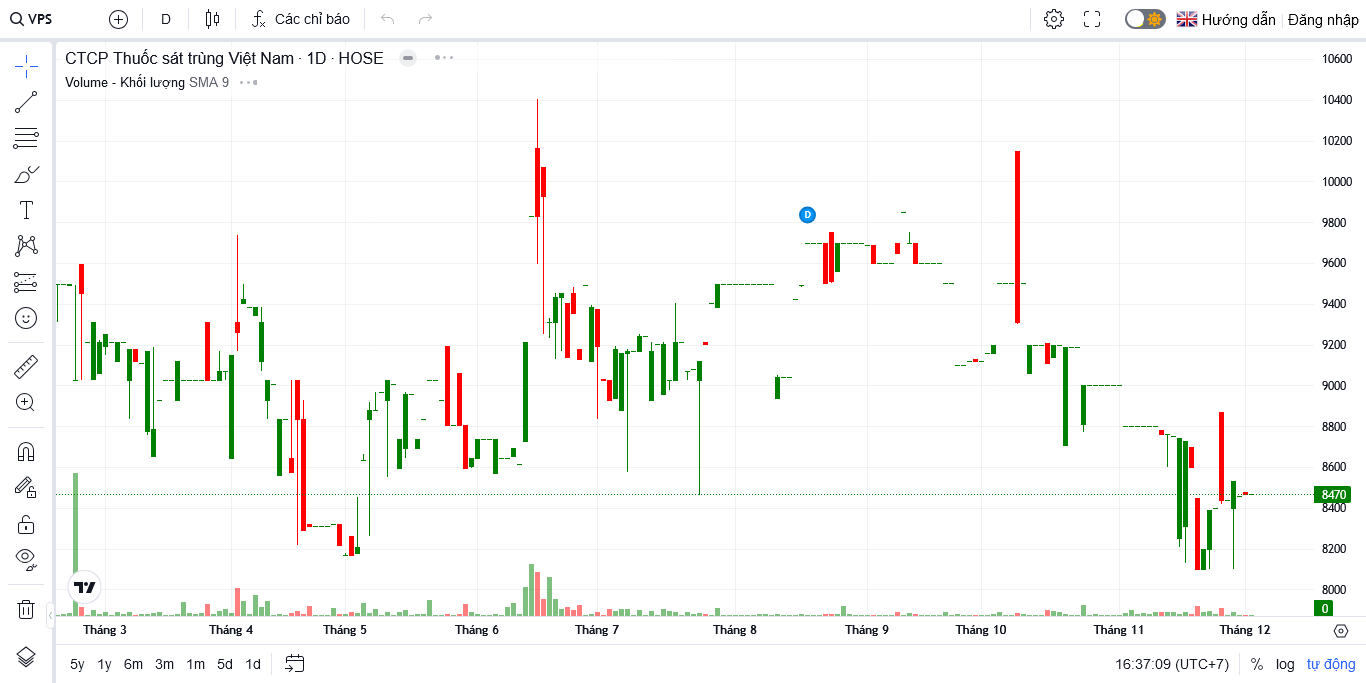 VPS D Các chỉ báo Hướng dẫn Đăng nhập
CTCP Thuốc sát trùng Việt Nam · 1D · HOSE
Volume - Khối lượng SMA 9
10600
10400
10200
10000
9800
D
9600
9400
9200
9000
8800
8600
8470
8400
8200
8000
0
Tháng 3 Tháng 4 Tháng 5 Tháng 6 Tháng 7 Tháng 8 Tháng 9 Tháng 10 Tháng 11 Tháng 12
5y 1y 6m 3m 1m 5d 1d 16:37:09 (UTC+7) % log tự động